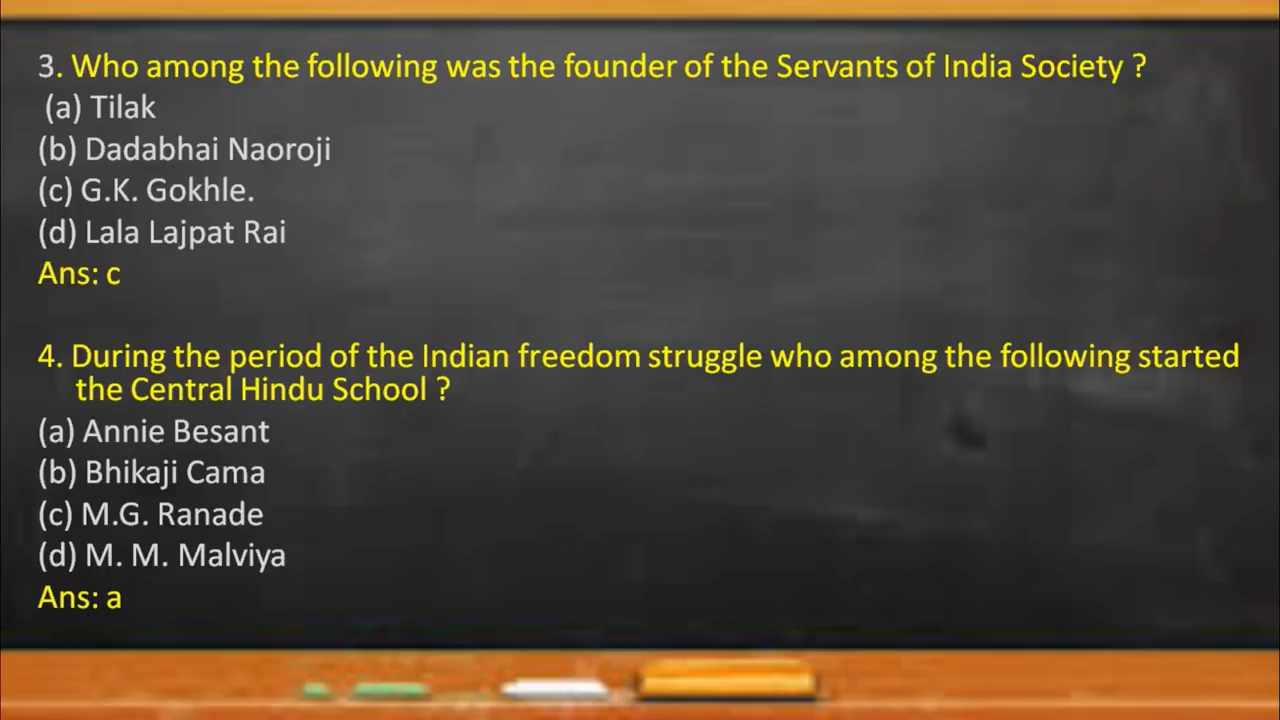 3. Who among the following was the founder of the Servants of India Society ?
(a) Tilak
(b) Dadabhai Naoroji
(c) G.K. Gokhle.
(d) Lala Lajpat Rai
Ans: c
4. During the period of the Indian freedom struggle who among the following started
the Central Hindu School ?
(a) Annie Besant
(b) Bhikaji Cama
(c) M.G. Ranade
(d) M. M. Malviya
Ans: a